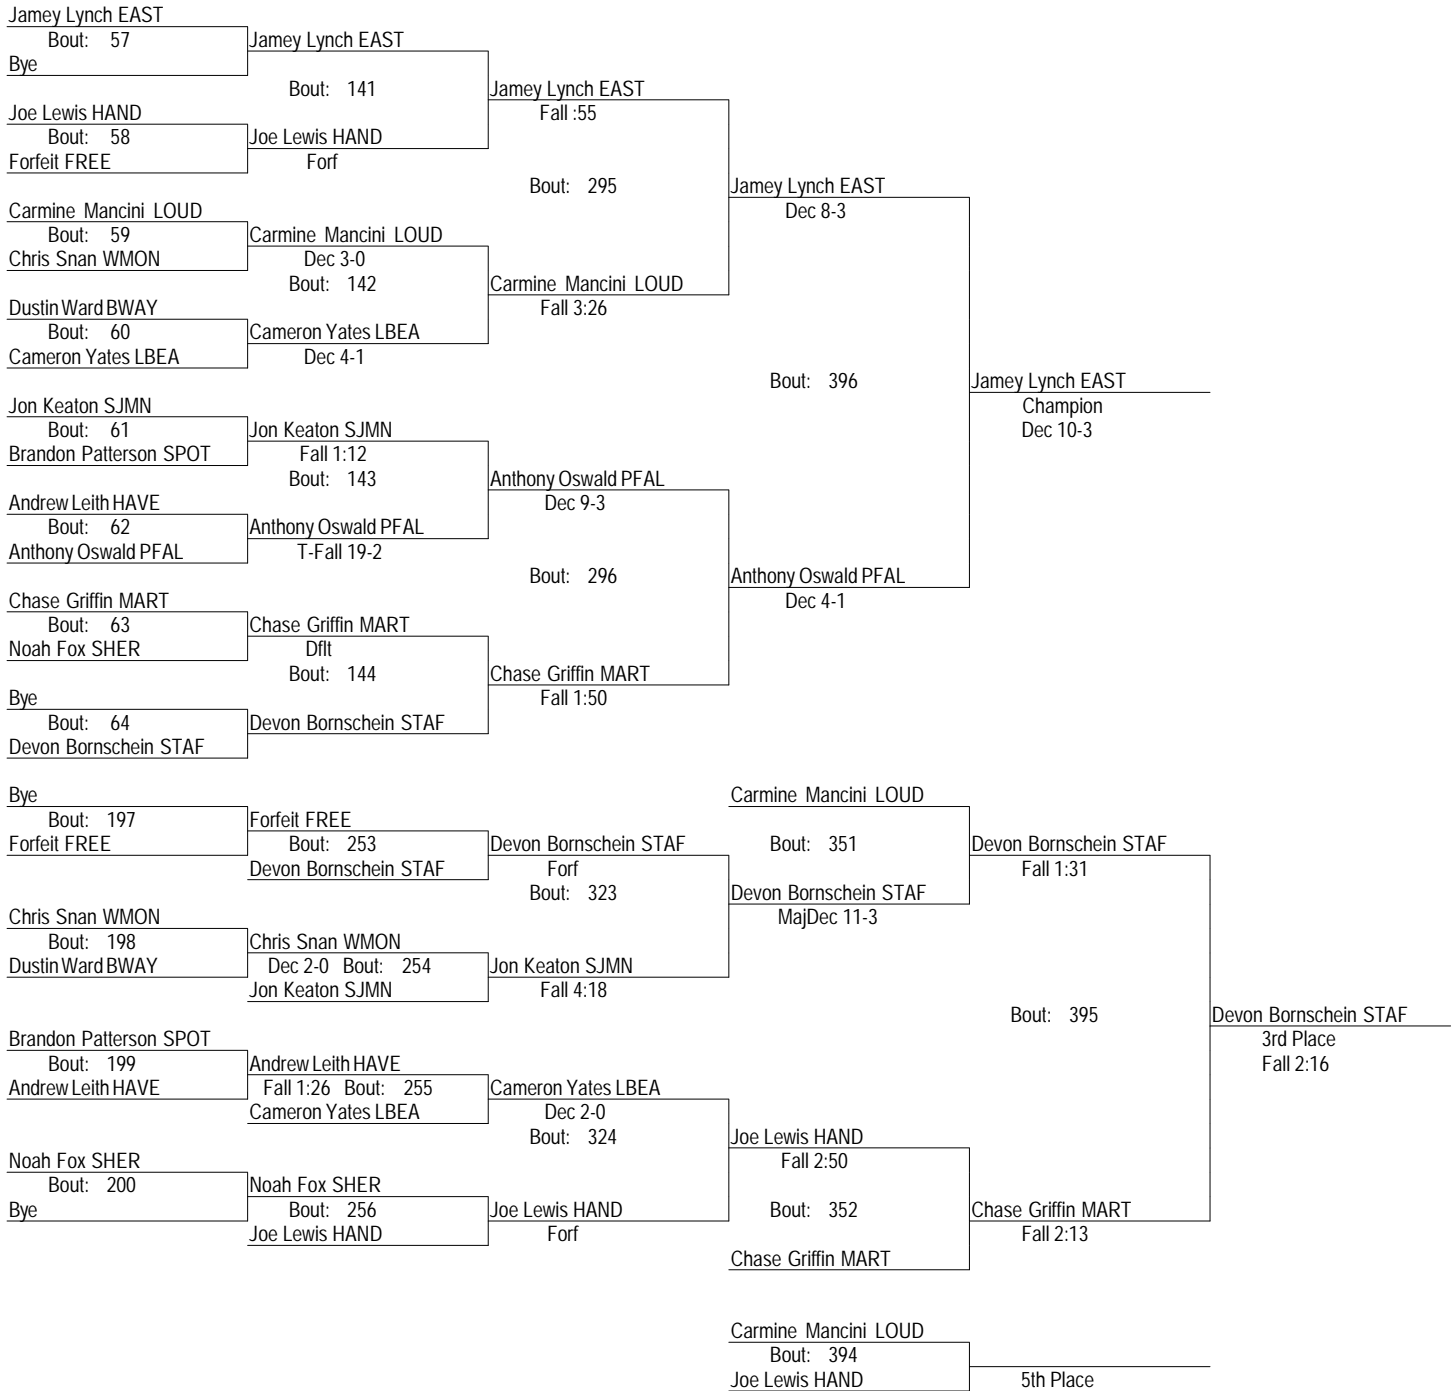 Jamey Lynch EAST
Bout: 57
Jamey Lynch EAST
Bye
Bout: 141
Jamey Lynch EAST
Joe Lewis HAND
Fall :55
Bout: 58
Joe Lewis HAND
Forfeit FREE
Forf
Bout: 295
Jamey Lynch EAST
Carmine Mancini LOUD
Dec 8-3
Bout: 59
Carmine Mancini LOUD
Chris Snan WMON
Dec 3-0
Bout: 142
Carmine Mancini LOUD
Dustin Ward BWAY
Fall 3:26
Bout: 60
Cameron Yates LBEA
Cameron Yates LBEA
Dec 4-1
Bout: 396
Jamey Lynch EAST
Jon Keaton SJMN
Champion
Bout: 61
Jon Keaton SJMN
Dec 10-3
Brandon Patterson SPOT
Fall 1:12
Bout: 143
Anthony Oswald PFAL
Andrew Leith HAVE
Dec 9-3
Bout: 62
Anthony Oswald PFAL
Anthony Oswald PFAL
T-Fall 19-2
Bout: 296
Anthony Oswald PFAL
Chase Griffin MART
Dec 4-1
Bout: 63
Chase Griffin MART
Noah Fox SHER
Dflt
Bout: 144
Chase Griffin MART
Bye
Fall 1:50
Bout: 64
Devon Bornschein STAF
Devon Bornschein STAF
Bye
Carmine Mancini LOUD
Bout: 197
Forfeit FREE
Forfeit FREE
Bout: 253
Devon Bornschein STAF
Bout: 351
Devon Bornschein STAF
Devon Bornschein STAF
Forf
Fall 1:31
Bout: 323
Devon Bornschein STAF
Chris Snan WMON
MajDec 11-3
Bout: 198
Chris Snan WMON
Dustin Ward BWAY
Dec 2-0 Bout: 254
Jon Keaton SJMN
Jon Keaton SJMN
Fall 4:18
Bout: 395
Devon Bornschein STAF
Brandon Patterson SPOT
3rd Place
Bout: 199
Andrew Leith HAVE
Fall 2:16
Andrew Leith HAVE
Fall 1:26 Bout: 255
Cameron Yates LBEA
Cameron Yates LBEA
Dec 2-0
Bout: 324
Joe Lewis HAND
Noah Fox SHER
Fall 2:50
Bout: 200
Noah Fox SHER
Bye
Bout: 256
Joe Lewis HAND
Bout: 352
Chase Griffin MART
Joe Lewis HAND
Forf
Fall 2:13
Chase Griffin MART
Carmine Mancini LOUD
Bout: 394
Joe Lewis HAND
5th Place